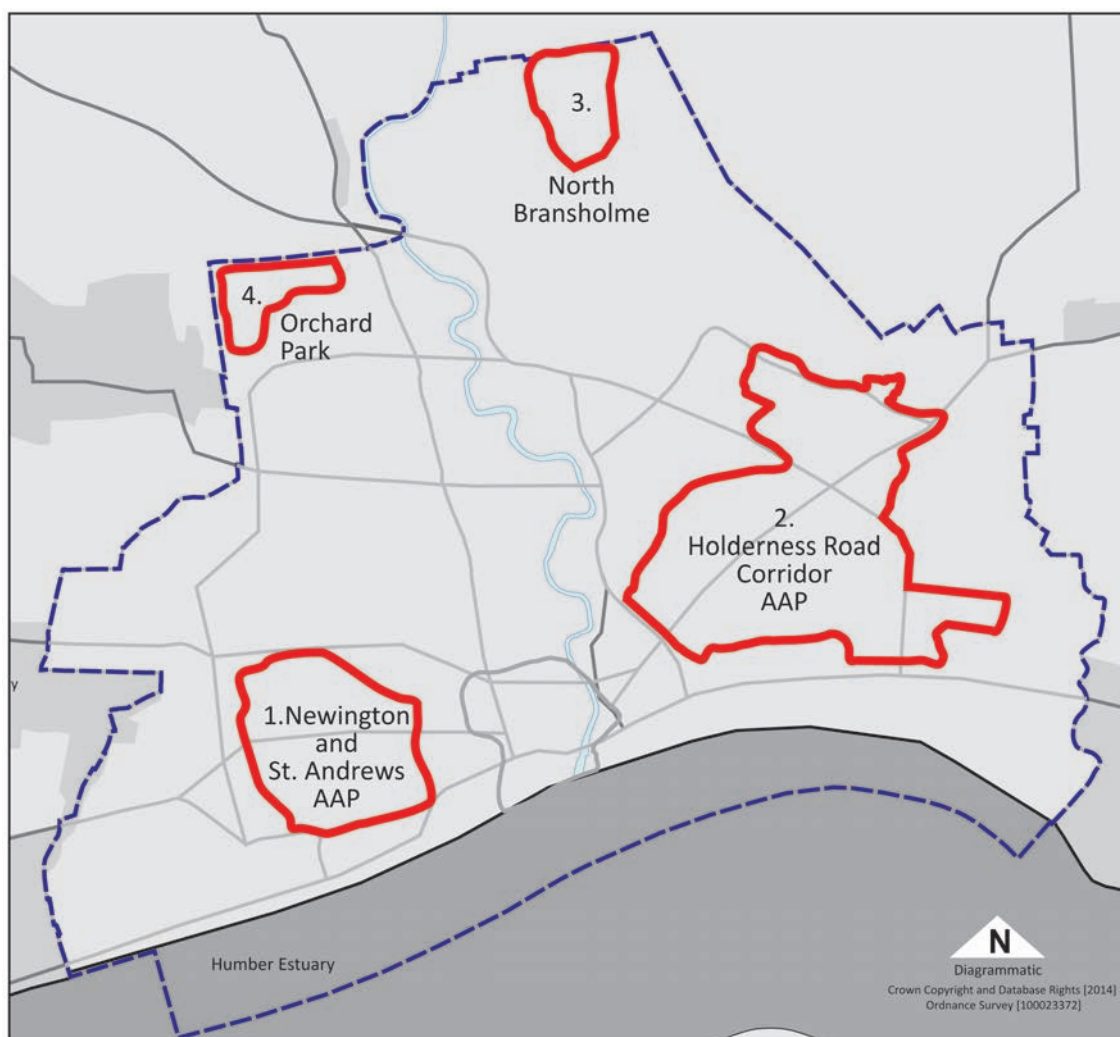 3.
North
Bransholme
4.
Orchard
Park
2.
Holderness Road
Corridor
AAP
y
1.Newington
and
St. Andrews
AAP
Humber Estuary
N
Diagrammatic
Crown Copyright and Database Rights [2014]
Ordnance Survey [100023372]